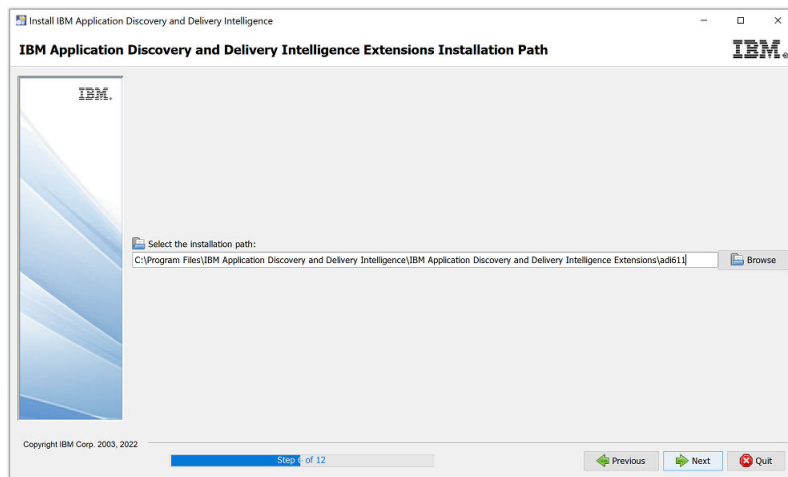 Install IBM Application Discovery and Delivery Intelligence
IBM Application Discovery and Delivery Intelligence Extensions Installation Path
IBM®
IBM.
Select the installation path:
C:\Program Files\IBM Application Discovery and Delivery Intelligence\IBM Application Discovery and Delivery Intelligence Extensions\adi611
Browse
Copyright IBM Corp. 2003, 2022
Step of 12
Previous
Next
Quit